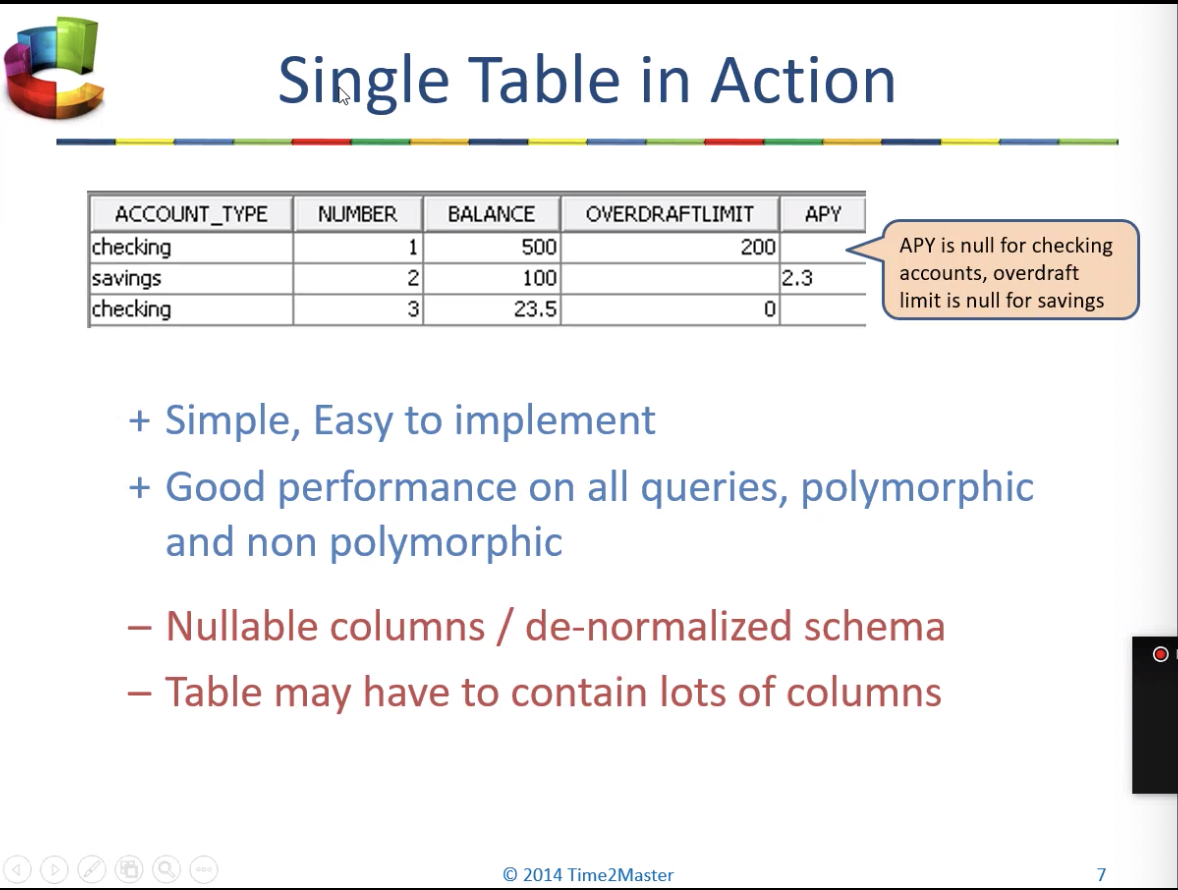 Single Table in Action
ACCOUNT_TYPE NUMBER BALANCE OVERDRAFTLIMIT APY
checking 1 500 200
savings 2 100 2.3
checking 3 23.5 0
APY is null for checking
accounts, overdraft
limit is null for savings
+ Simple, Easy to implement
+ Good performance on all queries, polymorphic
and non polymorphic
– Nullable columns / de-normalized schema
– Table may have to contain lots of columns
© 2014 Time2Master
7